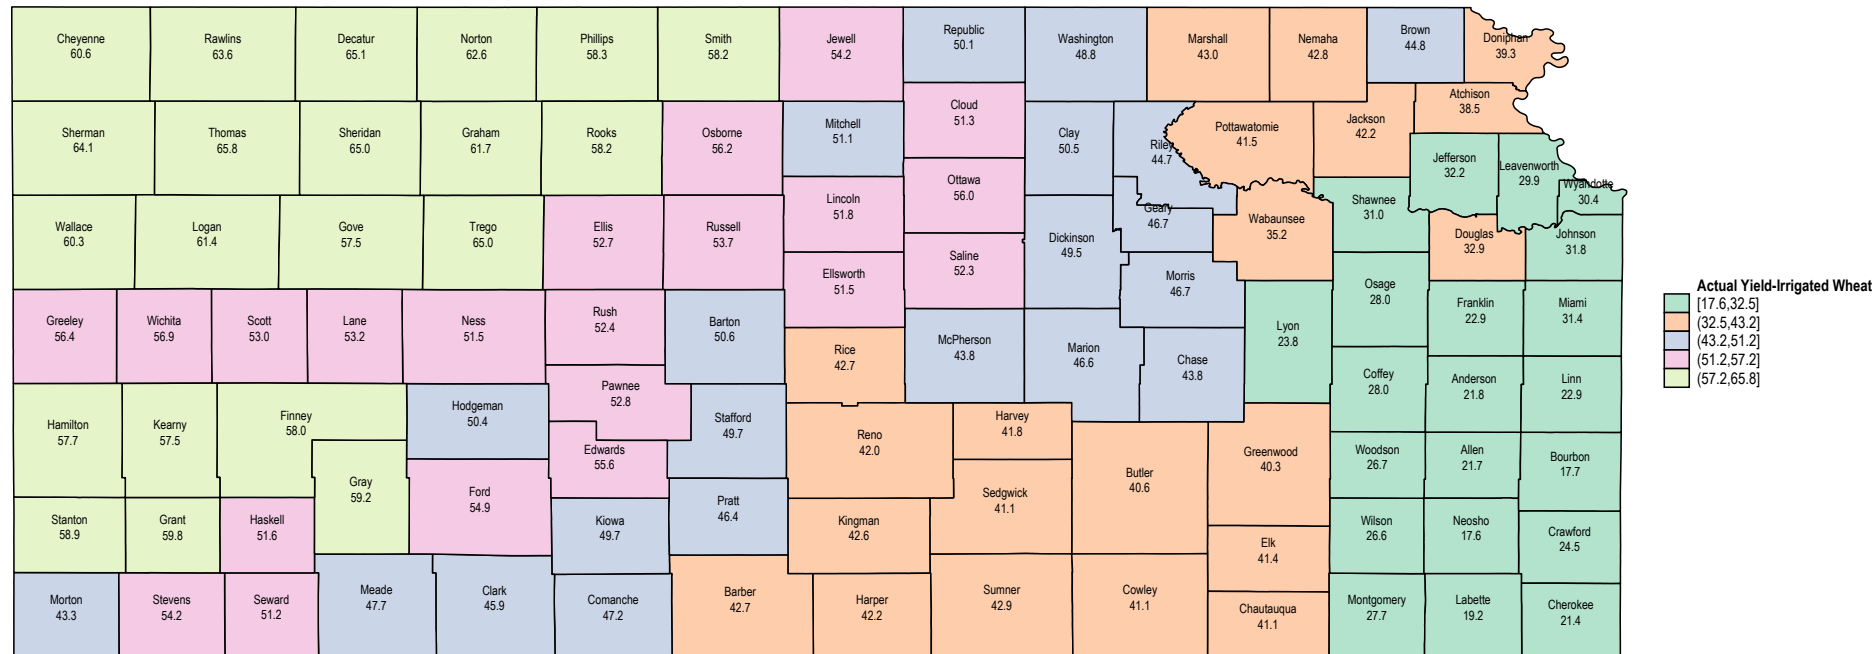 Cheyenne
60.6
Rawlins
63.6
Decatur
65.1
Norton
62.6
Phillips
58.3
Smith
58.2
Jewell
54.2
Republic
50.1
Washington
48.8
Marshall
43.0
Nemaha
42.8
Brown
44.8
Doniphan
39.3
Sherman
64.1
Thomas
65.8
Sheridan
65.0
Graham
61.7
Rooks
58.2
Osborne
56.2
Mitchell
51.1
Cloud
51.3
Clay
50.5
Riley
44.7
Pottawatomie
41.5
Jackson
42.2
Atchison
38.5
Jefferson
32.2
Leavenworth
29.9
Wyandotte
30.4
Wallace
60.3
Logan
61.4
Gove
57.5
Trego
65.0
Ellis
52.7
Russell
53.7
Lincoln
51.8
Ottawa
56.0
Saline
52.3
Dickinson
49.5
Geary
46.7
Morris
46.7
Wabaunsee
35.2
Shawnee
31.0
Douglas
32.9
Johnson
31.8
Ellsworth
51.5
Osage
28.0
Franklin
22.9
Miami
31.4
Greeley
56.4
Wichita
56.9
Scott
53.0
Lane
53.2
Ness
51.5
Rush
52.4
Barton
50.6
Rice
42.7
McPherson
43.8
Marion
46.6
Chase
43.8
Lyon
23.8
Coffey
28.0
Anderson
21.8
Linn
22.9
Hamilton
57.7
Kearny
57.5
Finney
58.0
Hodgeman
50.4
Pawnee
52.8
Stafford
49.7
Edwards
55.6
Reno
42.0
Harvey
41.8
Butler
40.6
Greenwood
40.3
Woodson
26.7
Allen
21.7
Bourbon
17.7
Gray
59.2
Ford
54.9
Kiowa
49.7
Pratt
46.4
Sedgwick
41.1
Kingman
42.6
Stanton
58.9
Grant
59.8
Haskell
51.6
Elk
41.4
Wilson
26.6
Neosho
17.6
Crawford
24.5
Morton
43.3
Stevens
54.2
Seward
51.2
Meade
47.7
Clark
45.9
Comanche
47.2
Barber
42.7
Harper
42.2
Sumner
42.9
Cowley
41.1
Chautauqua
41.1
Montgomery
27.7
Labette
19.2
Cherokee
21.4
Actual Yield-Irrigated Wheat
[17.6,32.5]
(32.5,43.2]
(43.2,51.2]
(51.2,57.2]
(57.2,65.8]